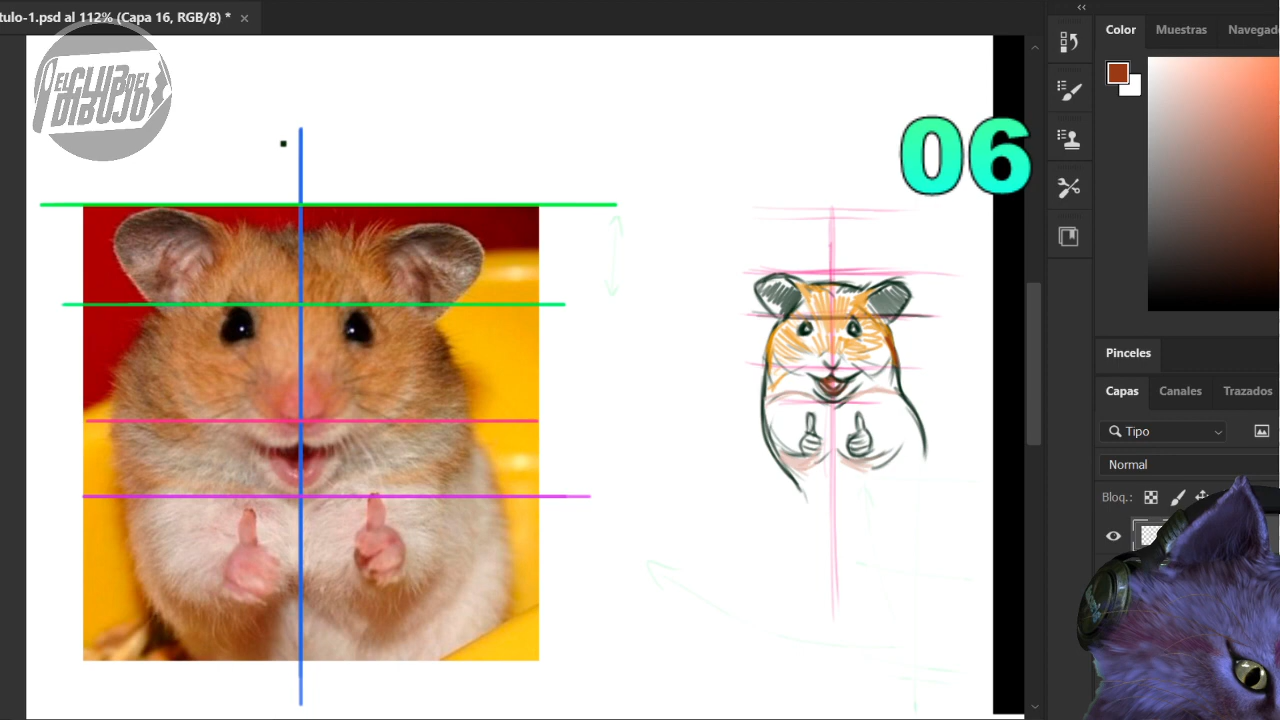 tulo-1.psd al 112% (Capa 16, RGB/8) * ×
EL CLUB DEL
DIBUJO
06
Color Muestras Navegad
Pinceles
Capas Canales Trazados
Tipo
Normal
Bloq.: